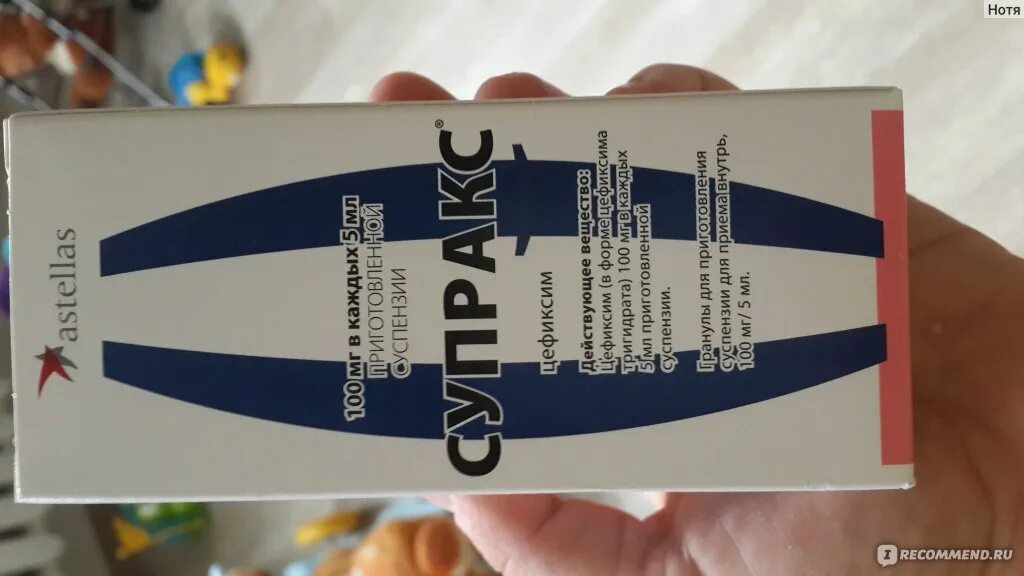 Нотя
astellas
100 мг в каждых 5 мл
ПРИГОТОВЛЕННОЙ
СУСПЕНЗИИ
СУПРАКС®
цефиксим
Действующее вещество:
Цефиксим (в форме цефиксима
тригидрата) 100 мг в каждых
5 мл приготовленной
суспензии.
Гранулы для приготовления
суспензии для приема внутрь,
100 мг/ 5 мл.
I RECOMMEND.RU